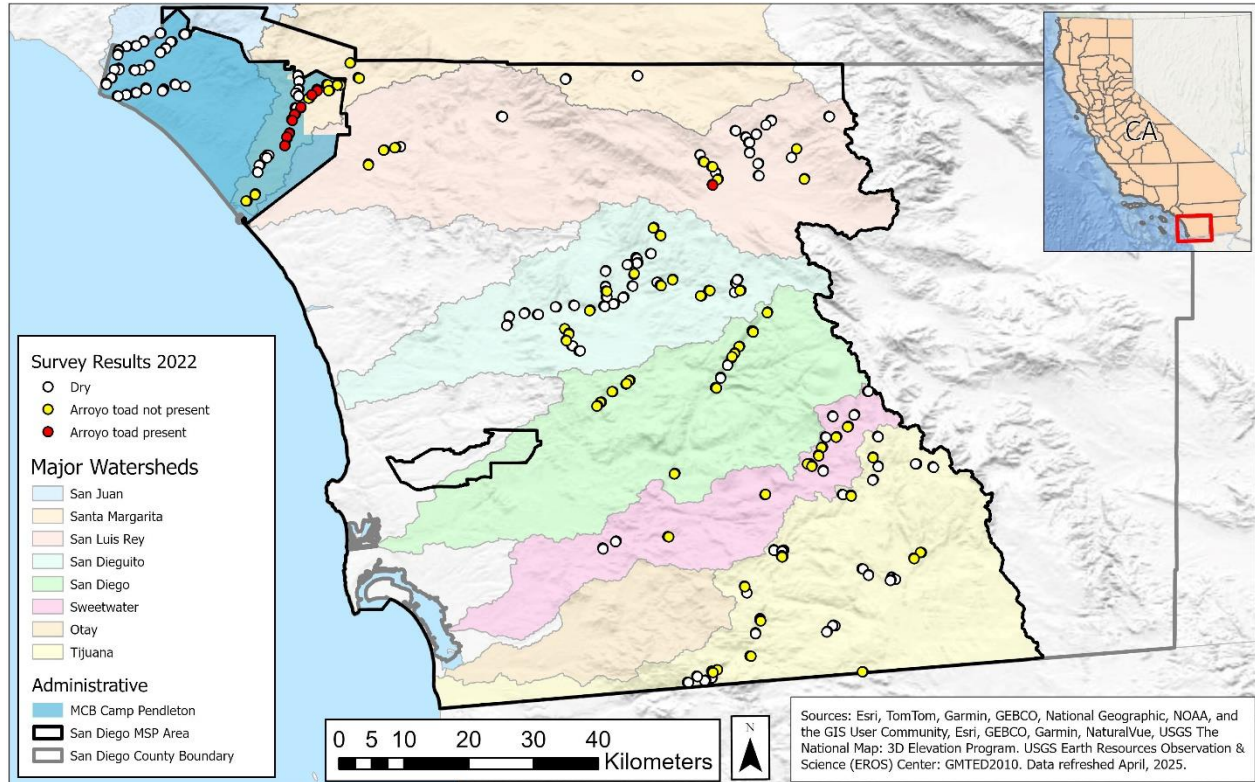 CA
Survey Results 2022
Dry
Arroyo toad not present
Arroyo toad present
Major Watersheds
San Juan
Santa Margarita
San Luis Rey
San Dieguito
San Diego
Sweetwater
Otay
Tijuana
Administrative
MCB Camp Pendleton
San Diego MSP Area
San Diego County Boundary
0 5 10 20 30 40
Kilometers
N
Sources: Esri, TomTom, Garmin, GEBCO, National Geographic, NOAA, and
the GIS User Community, Esri, GEBCO, Garmin, NaturalVue, USGS The
National Map: 3D Elevation Program. USGS Earth Resources Observation &
Science (EROS) Center: GMTED2010. Data refreshed April, 2025.